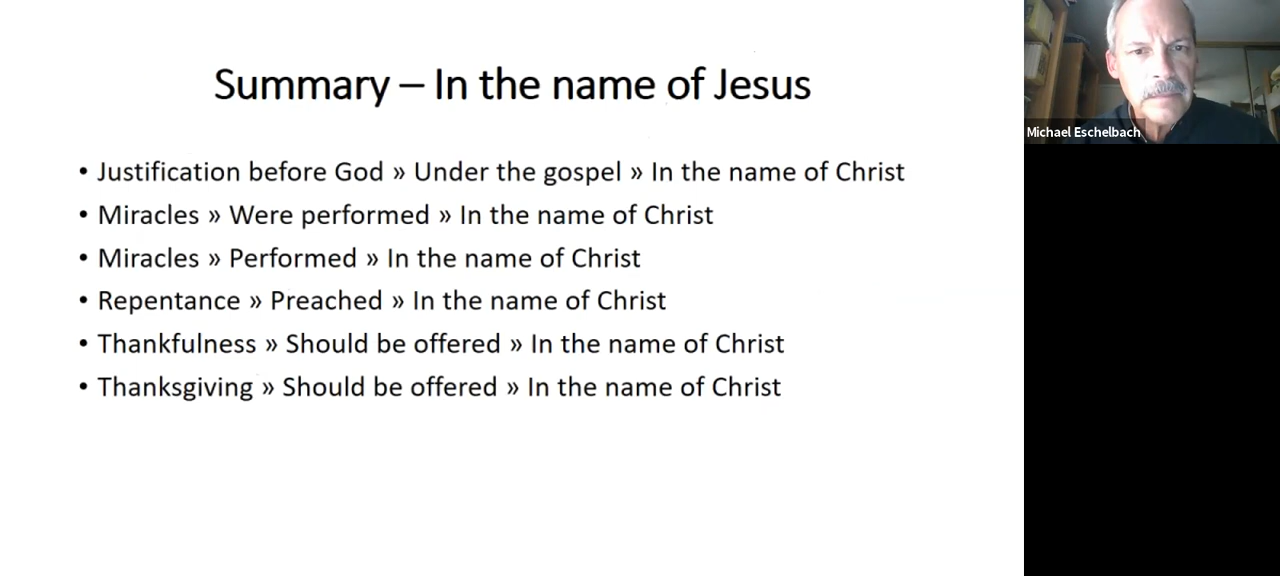 Summary – In the name of Jesus
• Justification before God » Under the gospel » In the name of Christ
• Miracles » Were performed » In the name of Christ
• Miracles » Performed » In the name of Christ
• Repentance » Preached » In the name of Christ
• Thankfulness » Should be offered » In the name of Christ
• Thanksgiving » Should be offered » In the name of Christ
Michael Eschelbach